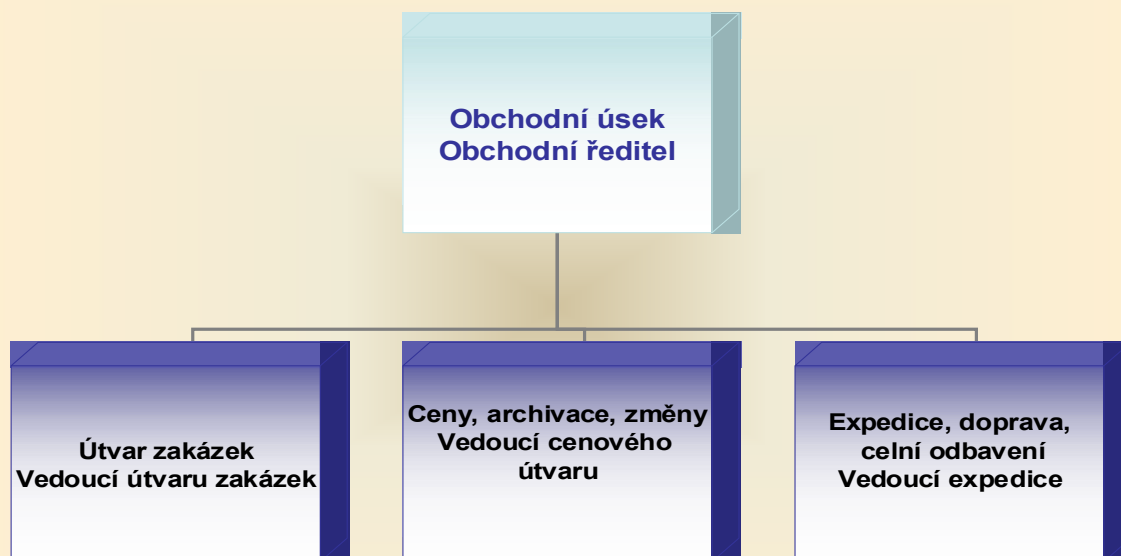 Obchodní úsek
Obchodní ředitel
Útvar zakázek
Vedoucí útvaru zakázek
Ceny, archivace, změny
Vedoucí cenového
útvaru
Expedice, doprava,
celní odbavení
Vedoucí expedice